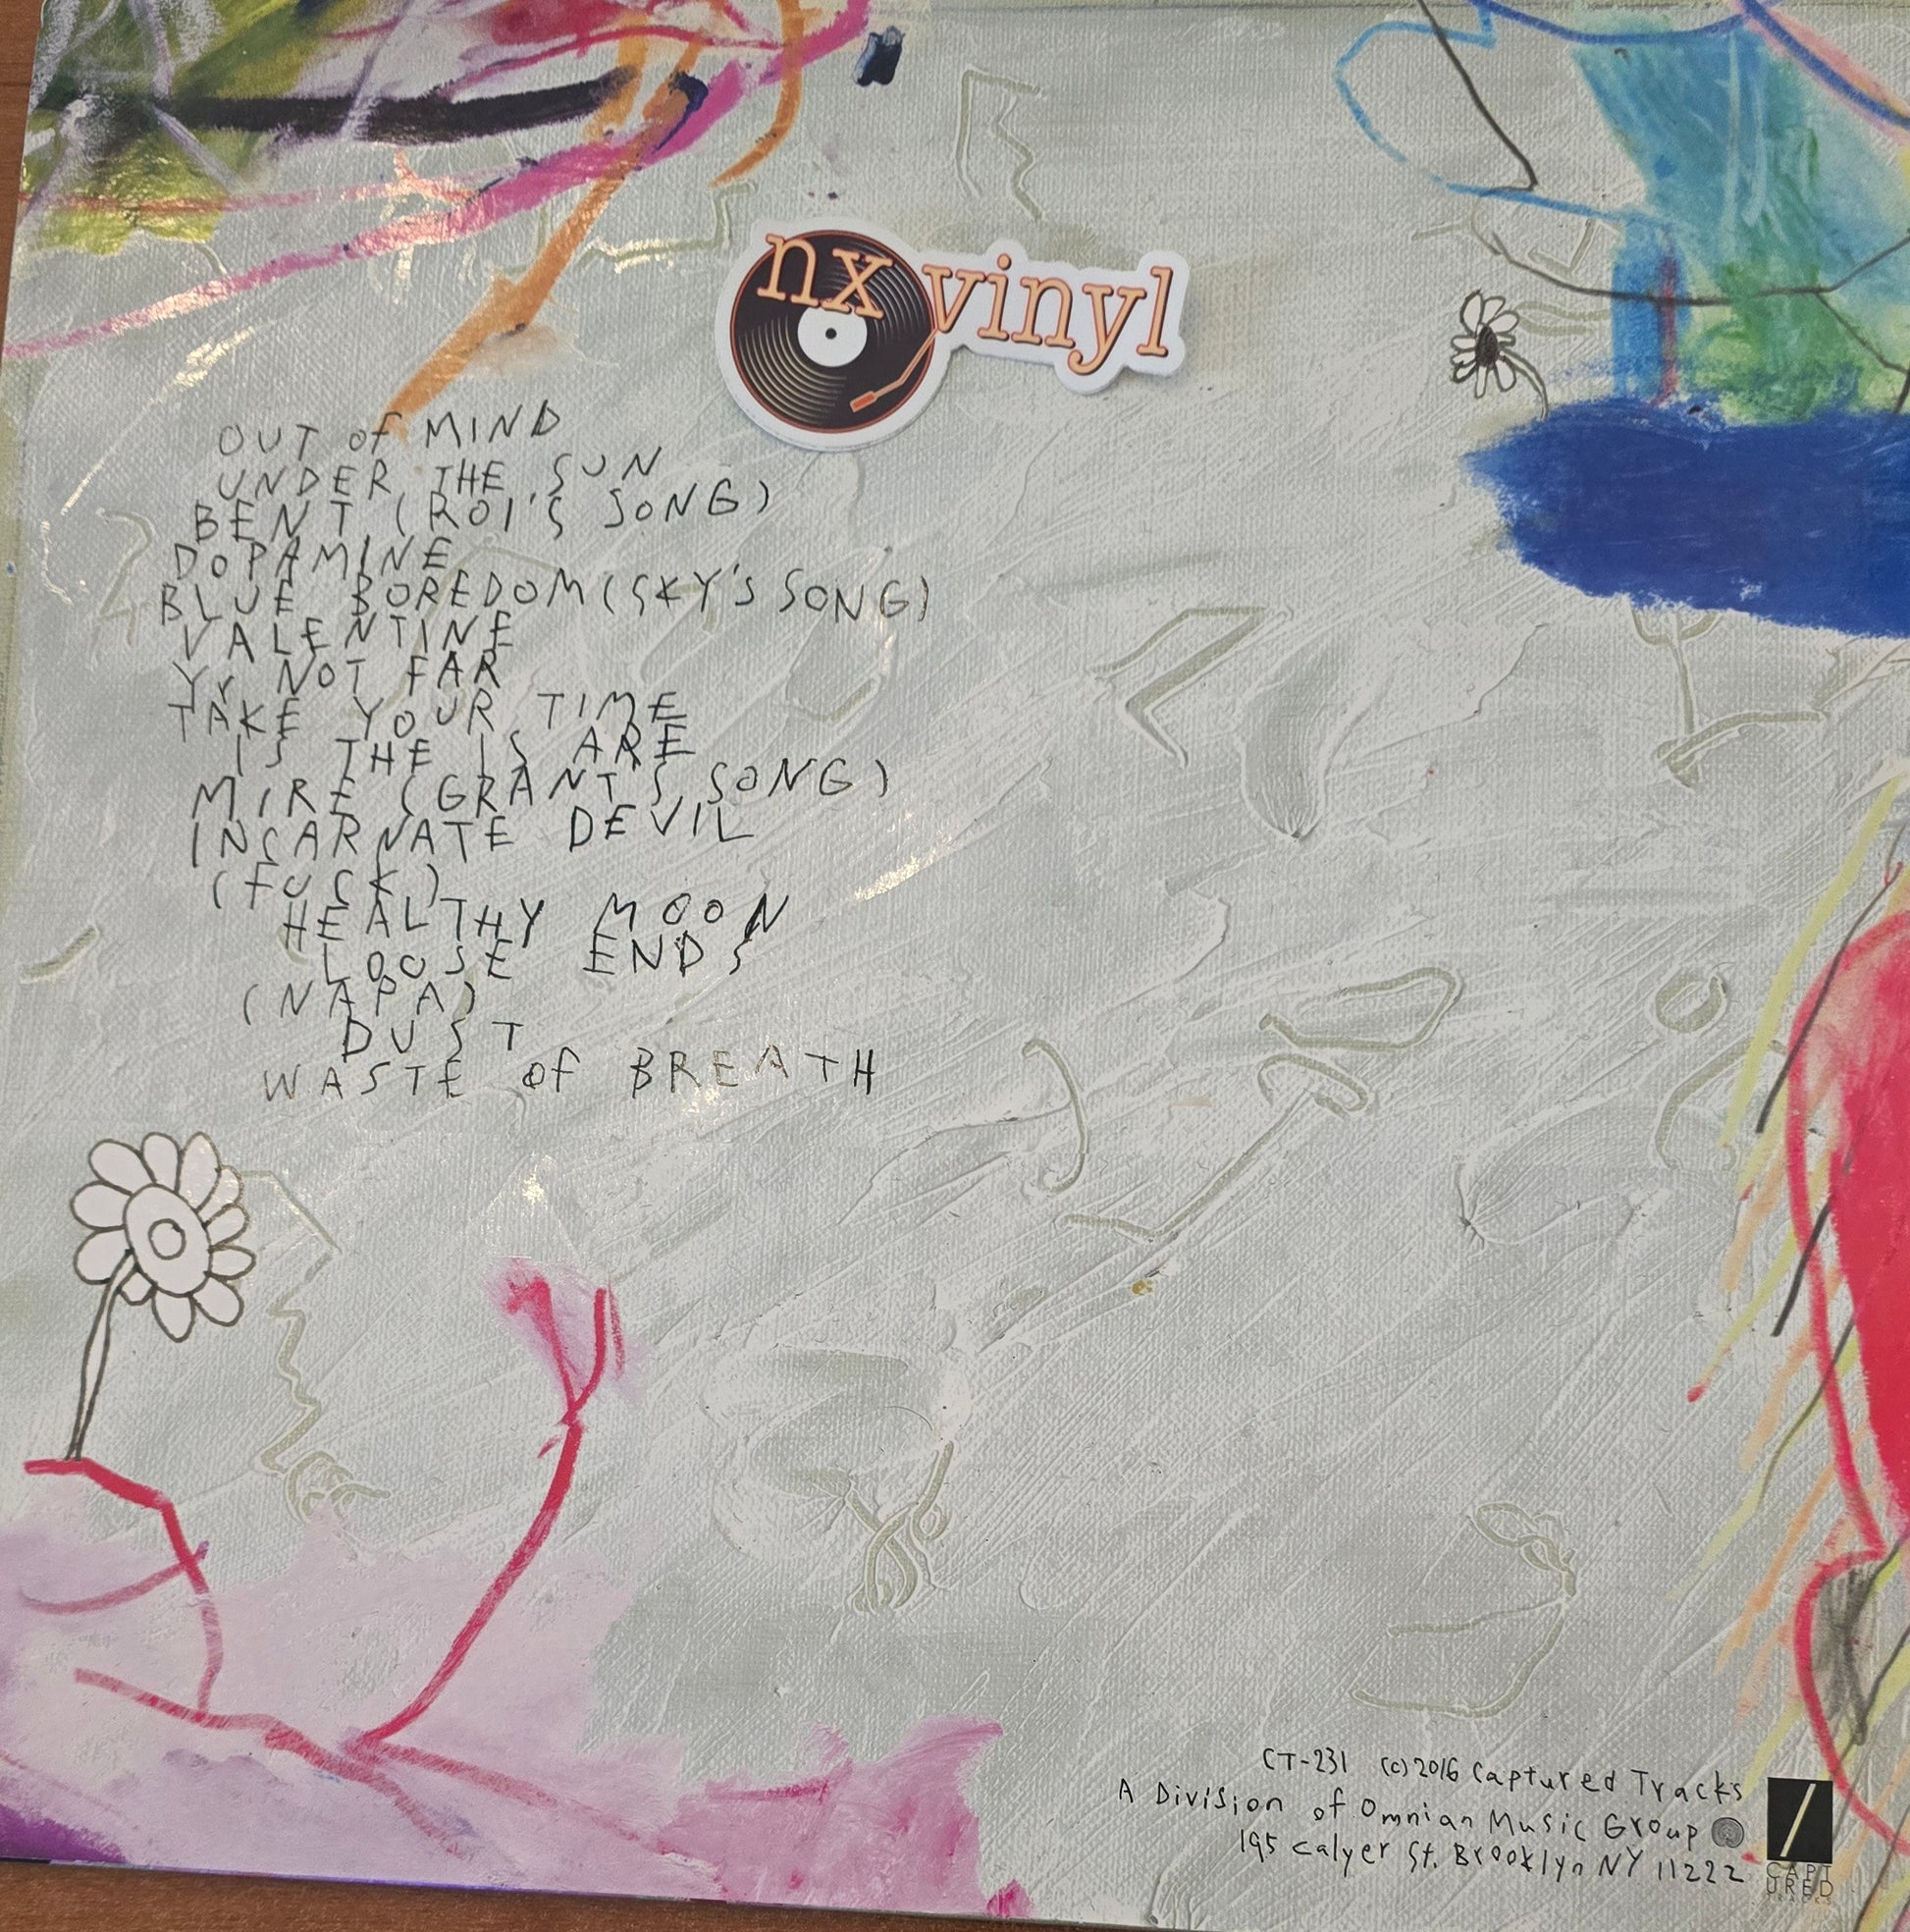 nx vinyl
OUT of MIND
UNDER THE SUN
BENT (ROI'S SONG)
DOPAMINE
BLUE BOREDOM (SKY'S SONG)
VALENTINE
Yr NOT FAR
TAKE YOUR TIME
IS THE IS ARE
MIRE (GRANT'S SONG)
INCARNATE DEVIL
(FUCK)
HEALTHY MOON
LOOSE ENDS
(NAPA)
DUST
WASTE of BREATH
CT-231 (c) 2016 Captured Tracks
A Division of Omnian Music Group
195 Calyer St. Brooklyn NY 11222
CAPT
URED
TRACKS